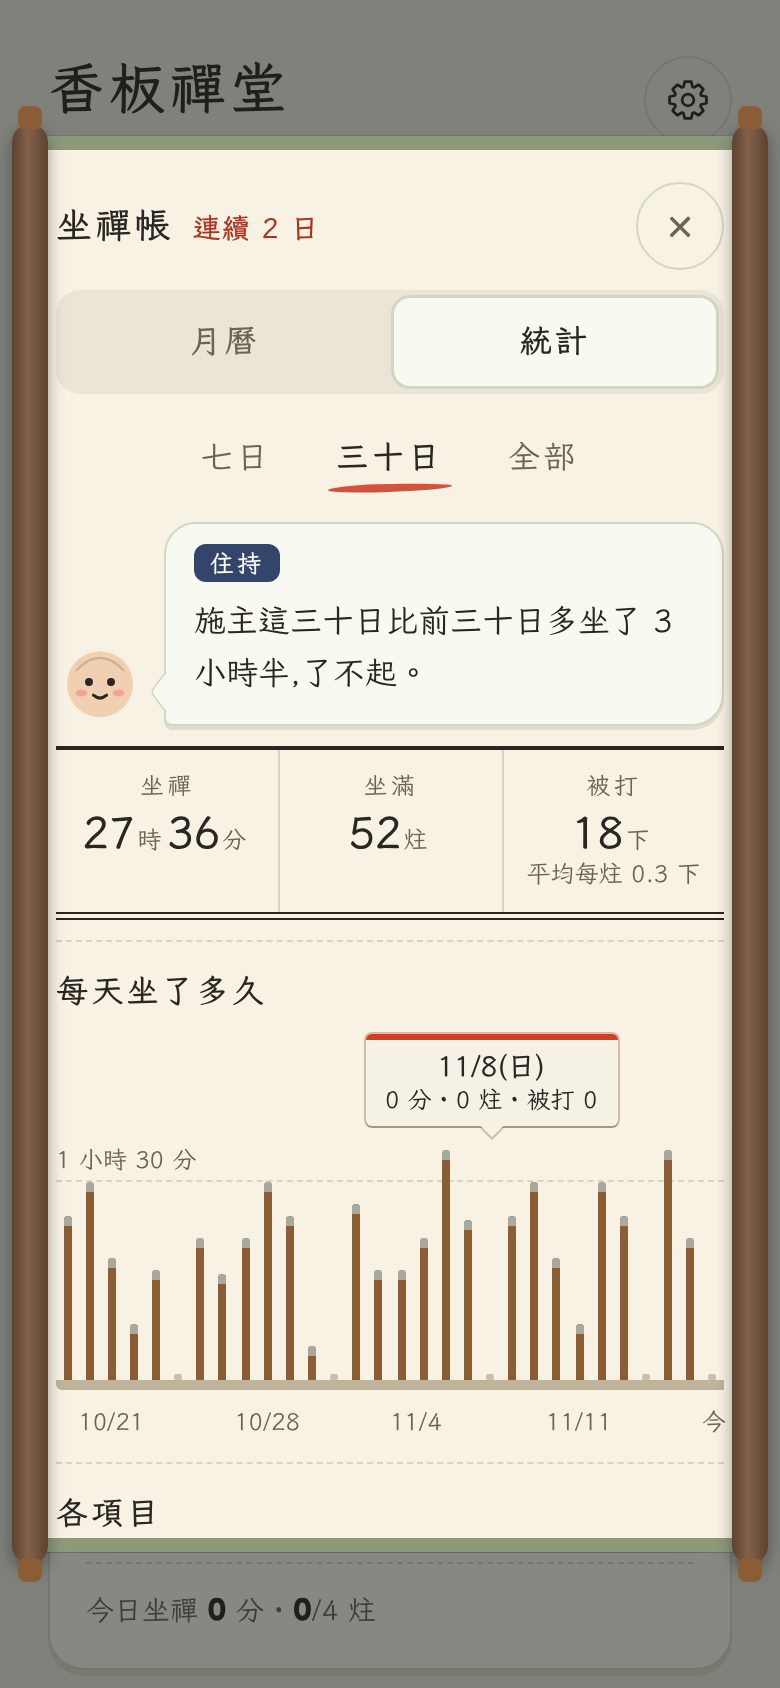 香板禪堂
坐禪帳 連續 2 日
月曆 統計
七日 三十日 全部
住持
施主這三十日比前三十日多坐了 3
小時半,了不起。
坐禪 坐滿 被打
27時36分 52炷 18下
平均每炷 0.3 下
每天坐了多久
11/8(日)
0 分・0 炷・被打 0
1 小時 30 分
10/21 10/28 11/4 11/11 今
各項目
今日坐禪 0 分・0/4 炷